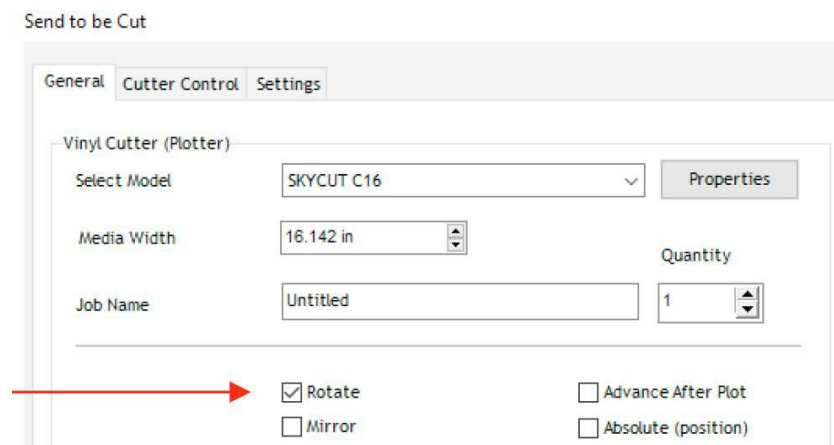 Send to be Cut
General Cutter Control Settings
Vinyl Cutter (Plotter)
Select Model SKYCUT C16 Properties
Media Width 16.142 in
Quantity
Job Name Untitled 1
Rotate Advance After Plot
Mirror Absolute (position)